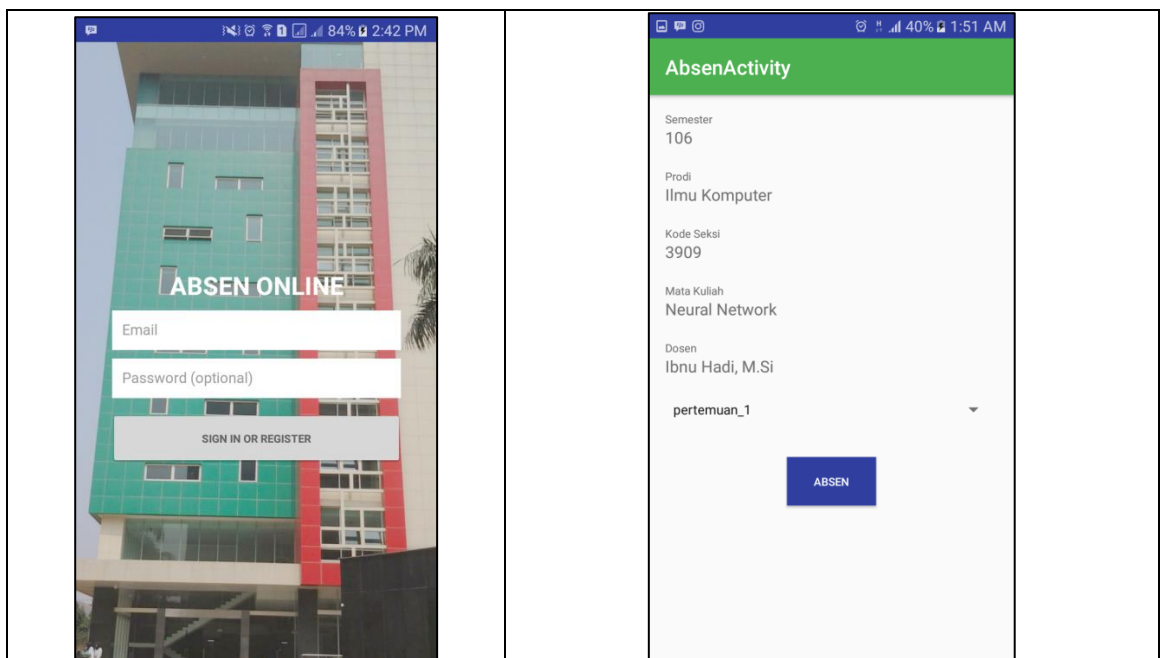 84% 2:42 PM
ABSEN ONLINE
Email
Password (optional)
SIGN IN OR REGISTER
40% 1:51 AM
AbsenActivity
Semester
106
Prodi
Ilmu Komputer
Kode Seksi
3909
Mata Kuliah
Neural Network
Dosen
Ibnu Hadi, M.Si
pertemuan_1
ABSEN